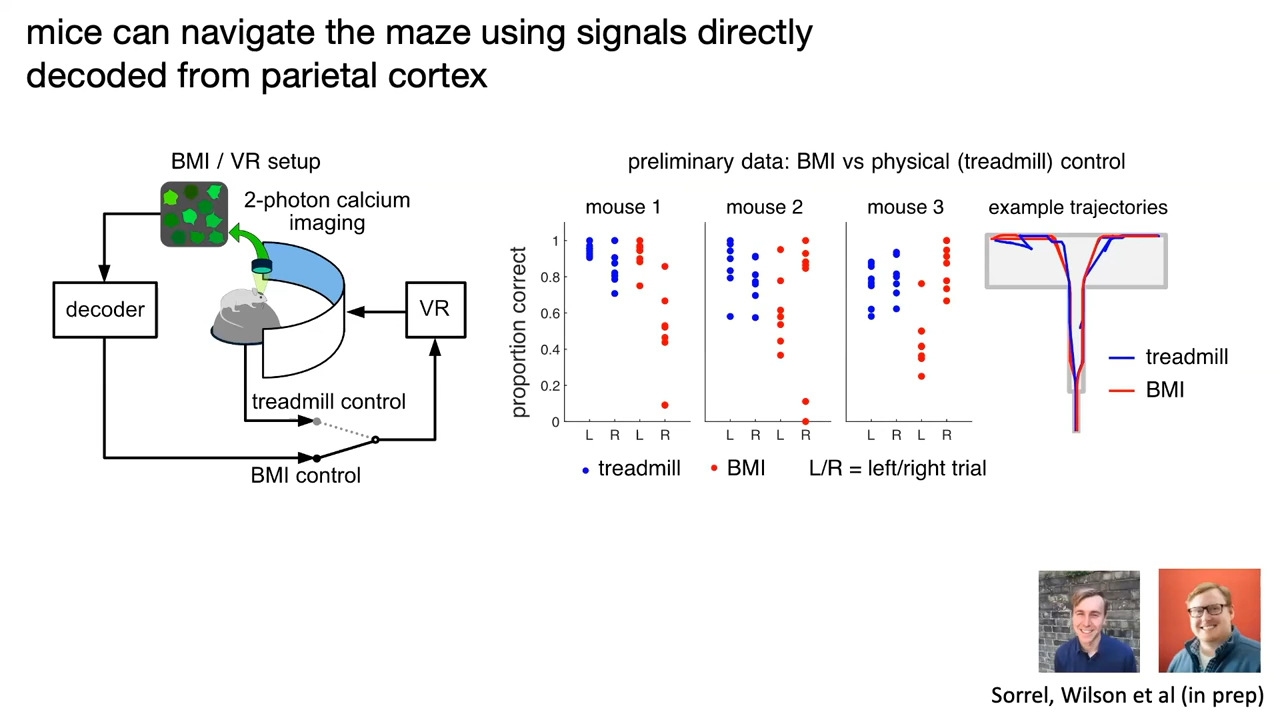 mice can navigate the maze using signals directly
decoded from parietal cortex
BMI / VR setup
2-photon calcium
imaging
decoder
VR
treadmill control
BMI control
preliminary data: BMI vs physical (treadmill) control
mouse 1
mouse 2
mouse 3
example trajectories
proportion correct
1
0.8
0.6
0.4
0.2
0
L R L R
L R L R
L R L R
treadmill
BMI
L/R = left/right trial
treadmill
BMI
Sorrel, Wilson et al (in prep)